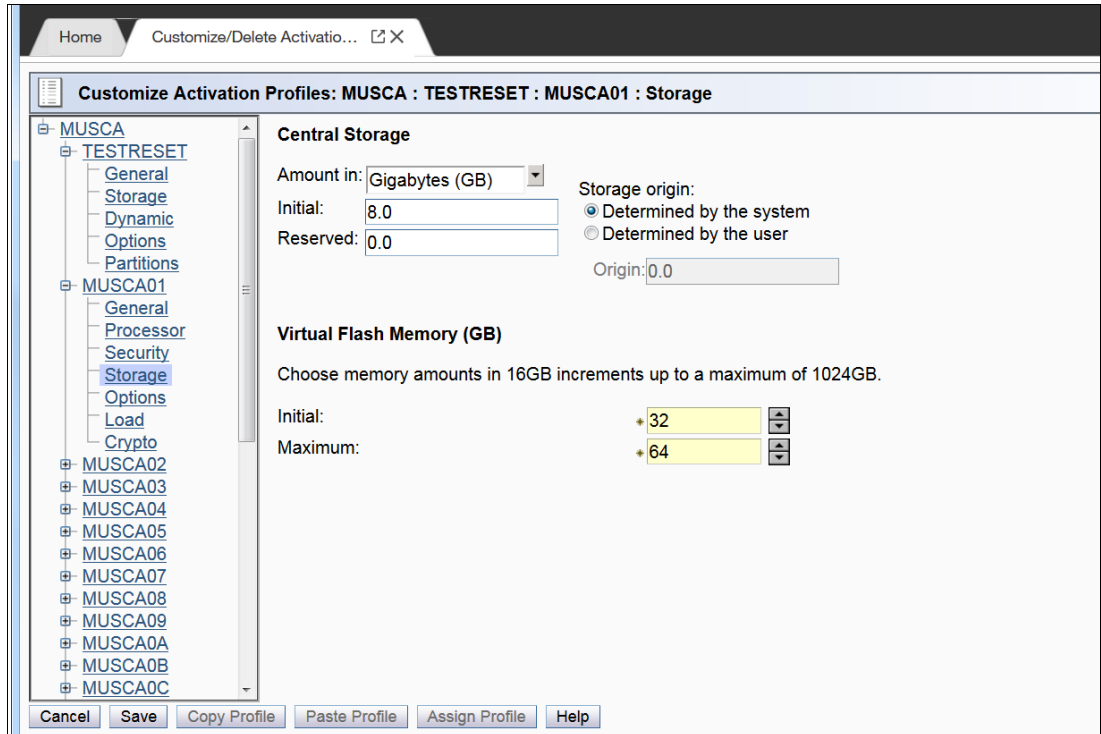 Home
Customize/Delete Activatio...
Customize Activation Profiles: MUSCA : TESTRESET : MUSCA01 : Storage
MUSCA
TESTRESET
General
Storage
Dynamic
Options
Partitions
MUSCA01
General
Processor
Security
Storage
Options
Load
Crypto
MUSCA02
MUSCA03
MUSCA04
MUSCA05
MUSCA06
MUSCA07
MUSCA08
MUSCA09
MUSCA0A
MUSCA0B
MUSCA0C
Central Storage
Amount in: Gigabytes (GB)
Initial: 8.0
Reserved: 0.0
Storage origin:
Determined by the system
Determined by the user
Origin: 0.0
Virtual Flash Memory (GB)
Choose memory amounts in 16GB increments up to a maximum of 1024GB.
Initial: 32
Maximum: 64
Cancel Save Copy Profile Paste Profile Assign Profile Help